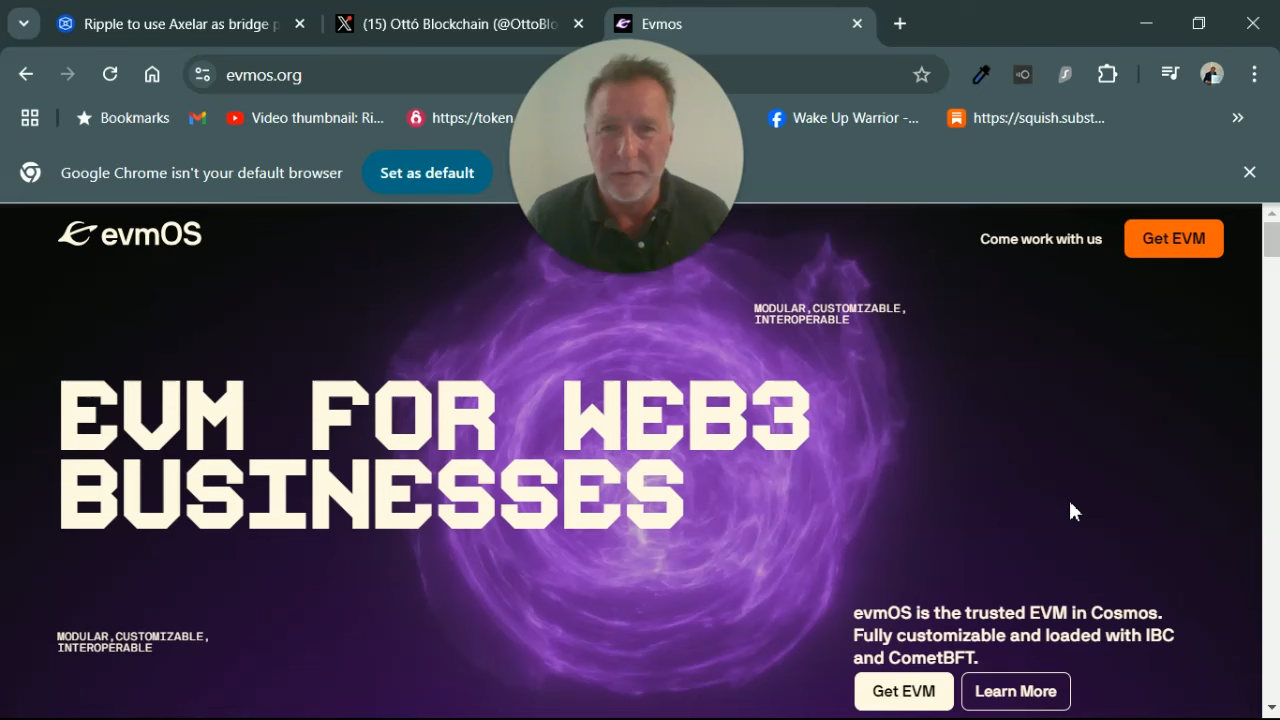 Ripple to use Axelar as bridge p
(15) Ottó Blockchain (@OttoBlo
Evmos
evmos.org
Bookmarks
Video thumbnail: Ri...
https://token.
Wake Up Warrior -...
https://squish.subst...
Google Chrome isn't your default browser
Set as default
evmOS
Come work with us
Get EVM
MODULAR,CUSTOMIZABLE,
INTEROPERABLE
EVM FOR WEB3
BUSINESSES
MODULAR,CUSTOMIZABLE,
INTEROPERABLE
evmOS is the trusted EVM in Cosmos.
Fully customizable and loaded with IBC
and CometBFT.
Get EVM
Learn More